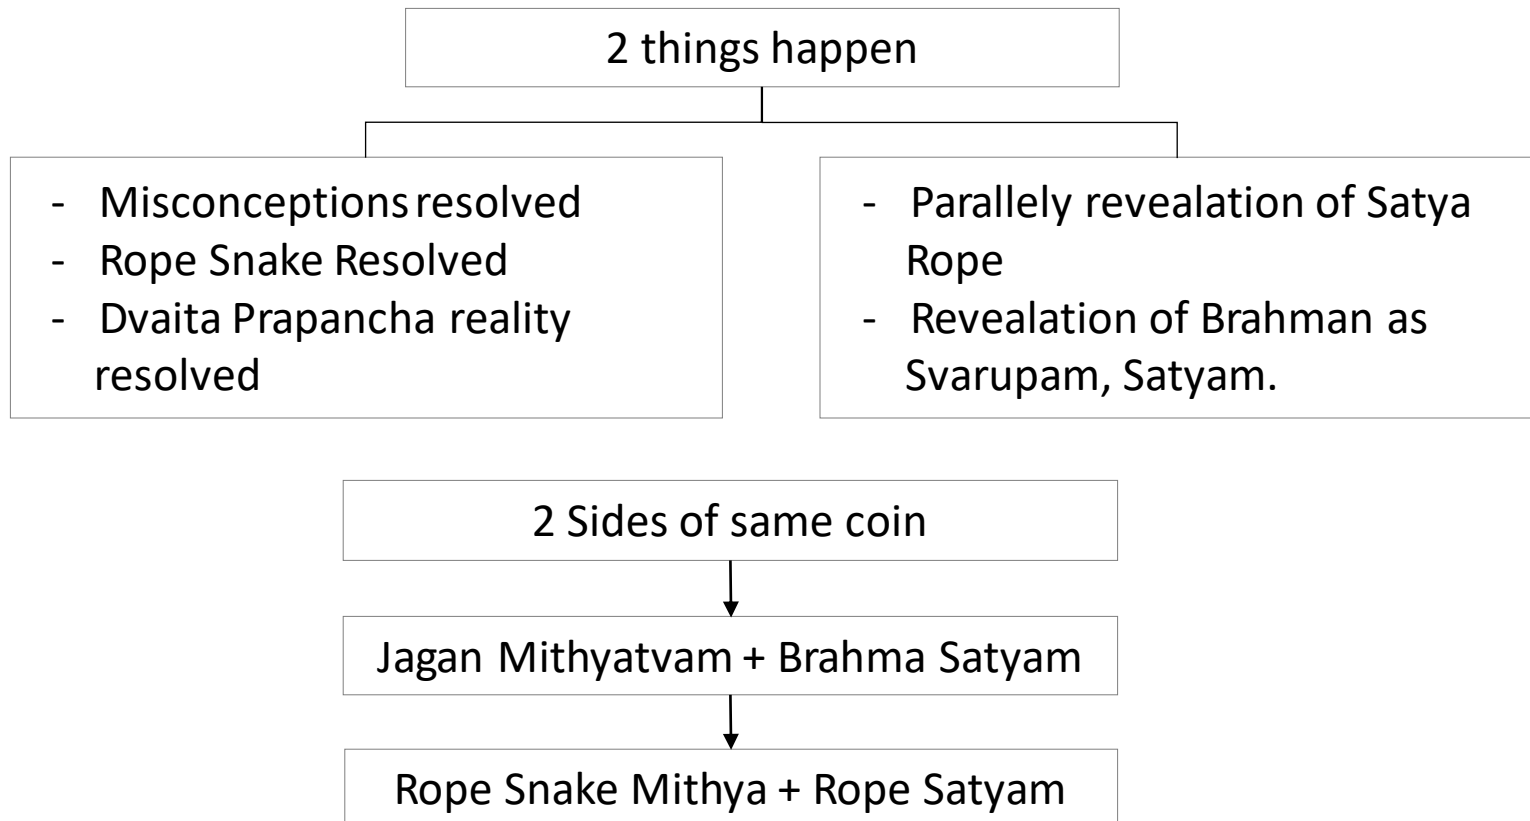 2 things happen
- Misconceptions resolved
- Rope Snake Resolved
- Dvaita Prapancha reality
resolved
- Parallely revealation of Satya
Rope
- Revealation of Brahman as
Svarupam, Satyam.
2 Sides of same coin
Jagan Mithyatvam + Brahma Satyam
Rope Snake Mithya + Rope Satyam